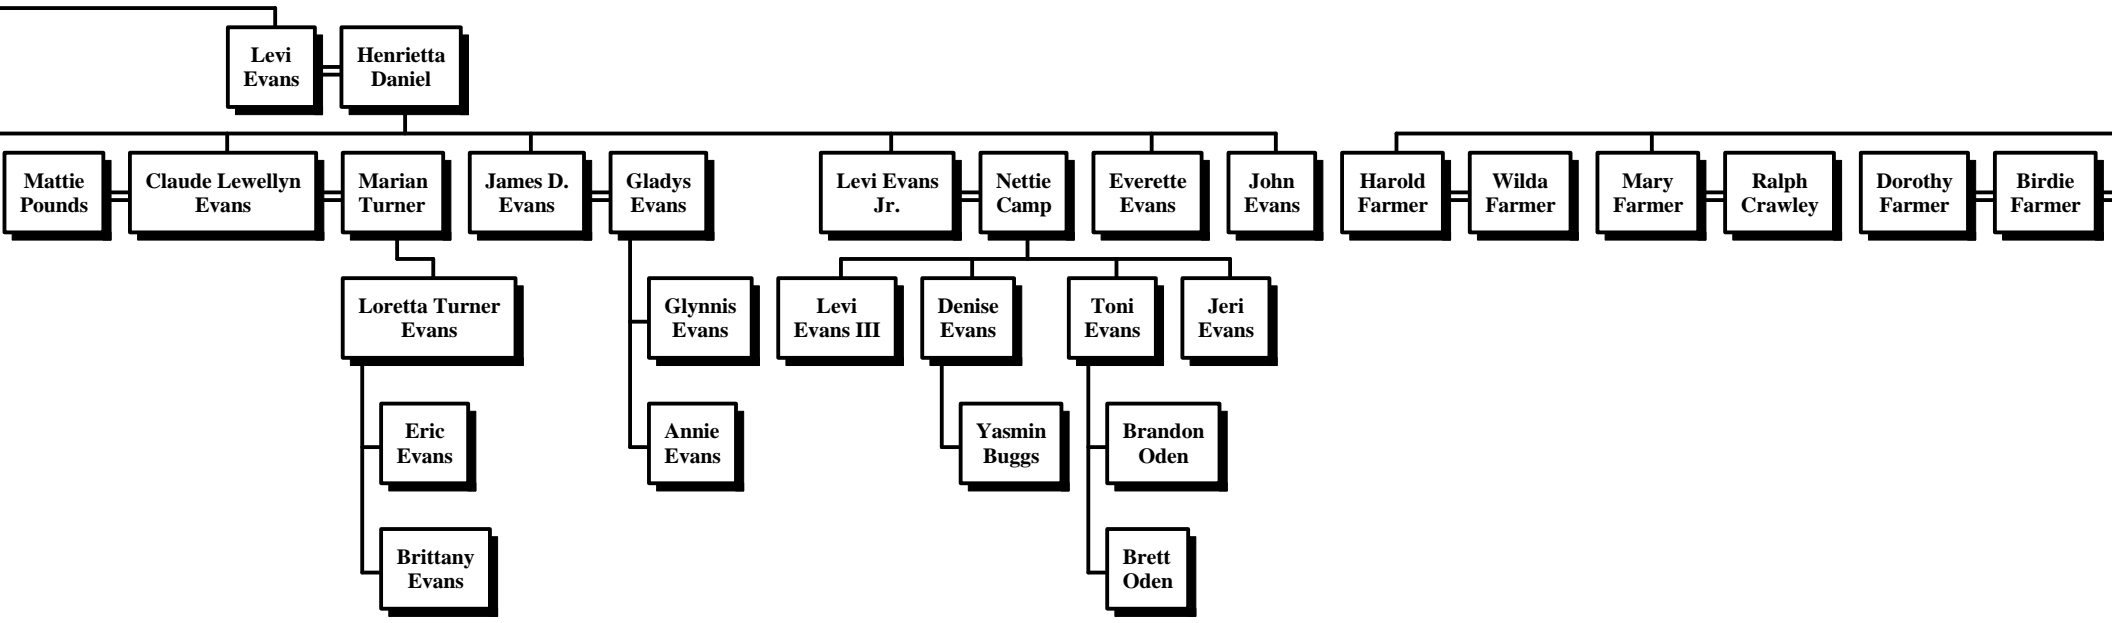 Levi
Evans
Henrietta
Daniel
Mattie
Pounds
Claude Lewellyn
Evans
Marian
Turner
James D.
Evans
Gladys
Evans
Levi Evans
Jr.
Nettie
Camp
Everette
Evans
John
Evans
Harold
Farmer
Wilda
Farmer
Mary
Farmer
Ralph
Crawley
Dorothy
Farmer
Birdie
Farmer
Loretta Turner
Evans
Glynnis
Evans
Levi
Evans III
Denise
Evans
Toni
Evans
Jeri
Evans
Eric
Evans
Annie
Evans
Yasmin
Buggs
Brandon
Oden
Brittany
Evans
Brett
Oden